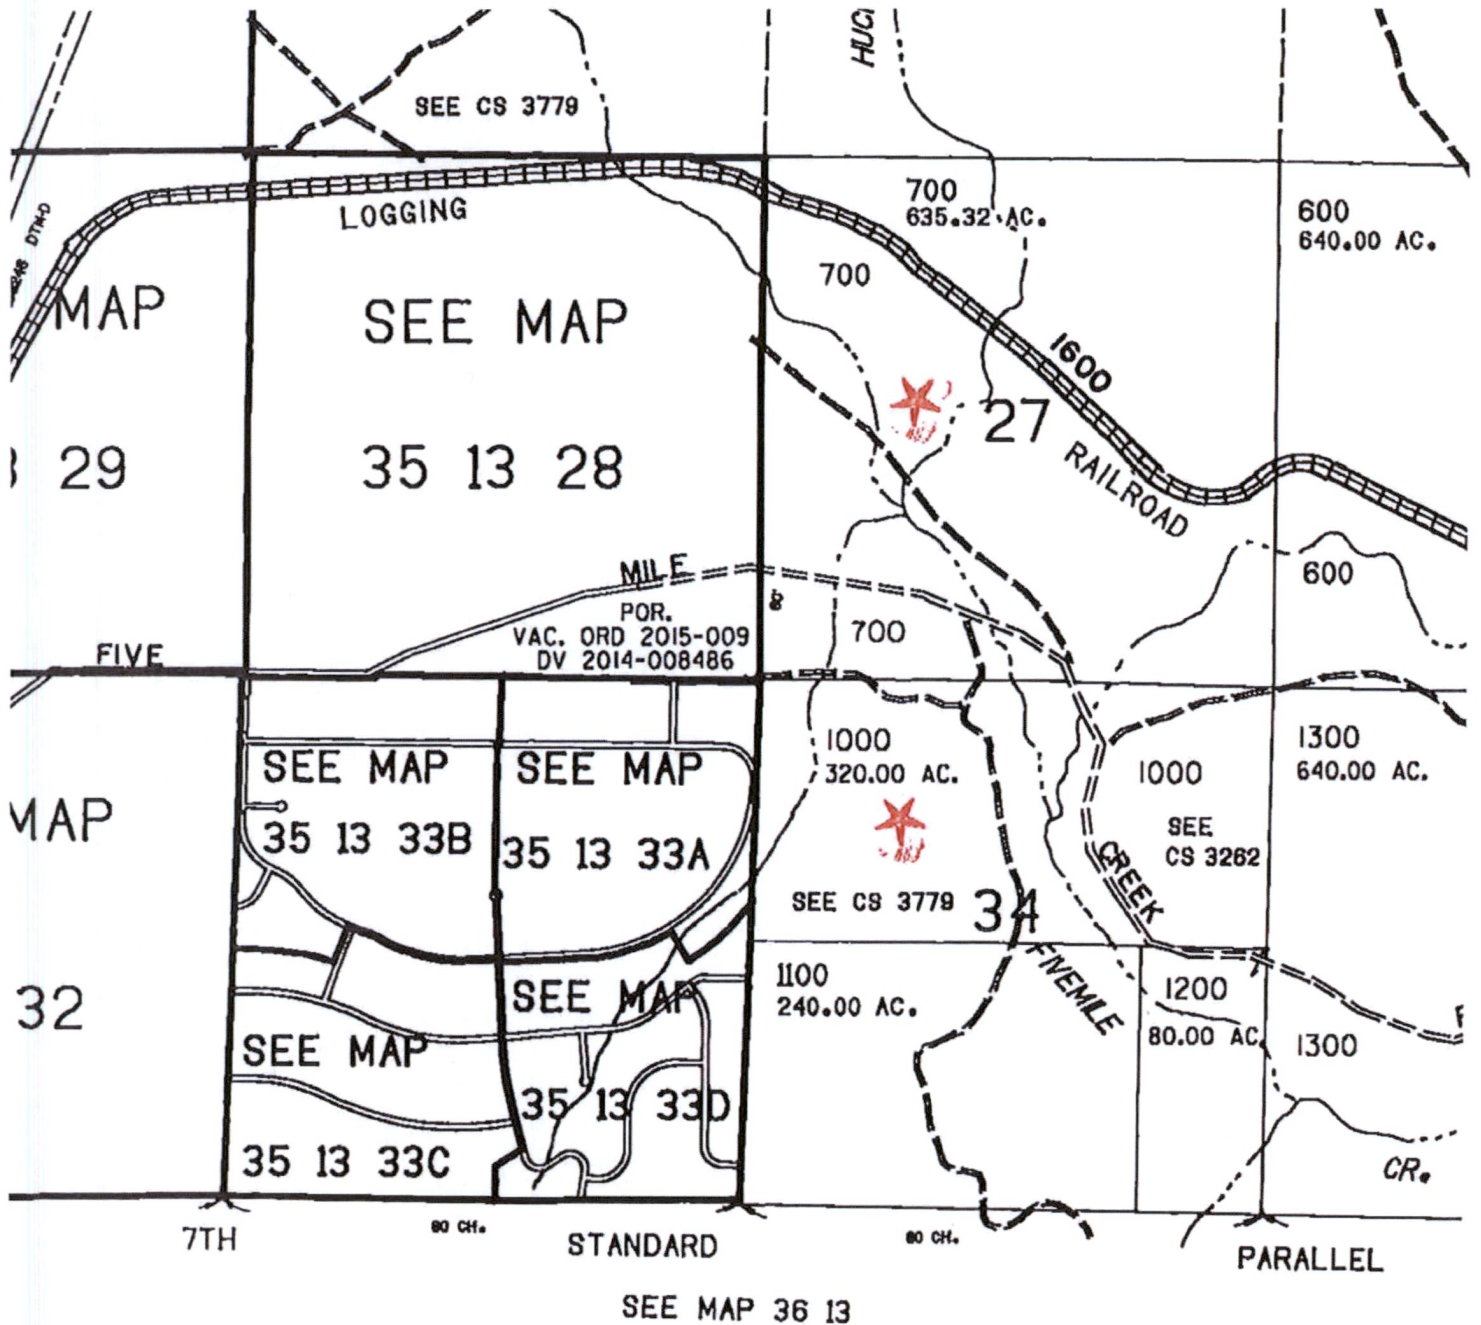 SEE CS 3779
LOGGING
700
635.32 AC.
600
640.00 AC.
700
MAP
SEE MAP
1600
27
29
35 13 28
RAILROAD
MILE
600
POR.
VAC. ORD 2015-009
DV 2014-008486
60'
700
FIVE
1000
320.00 AC.
1300
640.00 AC.
SEE MAP
SEE MAP
1000
MAP
35 13 33B
35 13 33A
SEE
CS 3262
CREEK
SEE CS 3779
34
FIVEMILE
1100
240.00 AC.
1200
80.00 AC.
1300
32
SEE MAP
SEE MAP
35 13 33D
35 13 33C
CR.
7TH
80 CH.
STANDARD
80 CH.
PARALLEL
SEE MAP 36 13